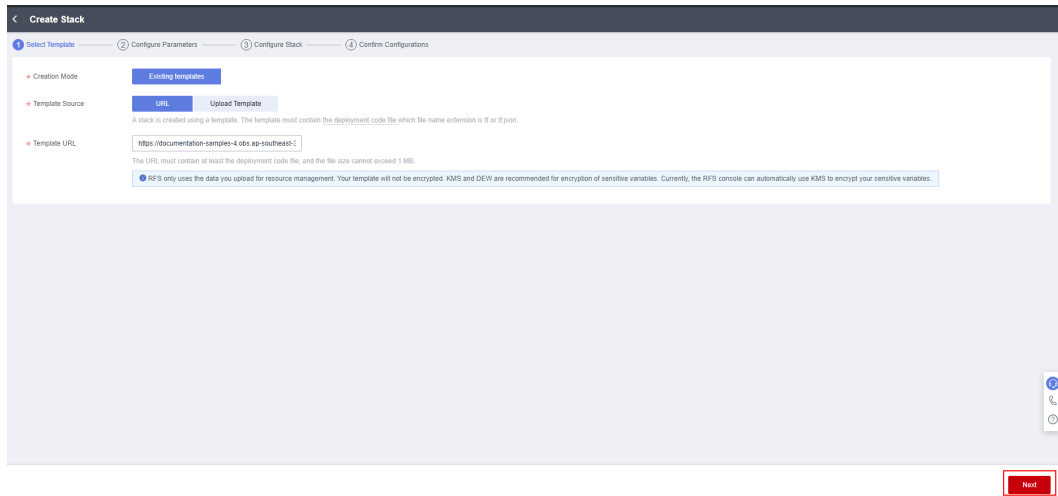 < Create Stack
1 Select Template 2 Configure Parameters 3 Configure Stack 4 Confirm Configurations
* Creation Mode Existing templates
* Template Source URL Upload Template
A stack is created using a template. The template must contain the deployment code file which file name extension is tf or tf.json.
* Template URL https://documentation-samples-4.obs.ap-southeast-3
The URL must contain at least the deployment code file, and the file size cannot exceed 1 MB.
RFS only uses the data you upload for resource management. Your template will not be encrypted. KMS and DEW are recommended for encryption of sensitive variables. Currently, the RFS console can automatically use KMS to encrypt your sensitive variables.
Next